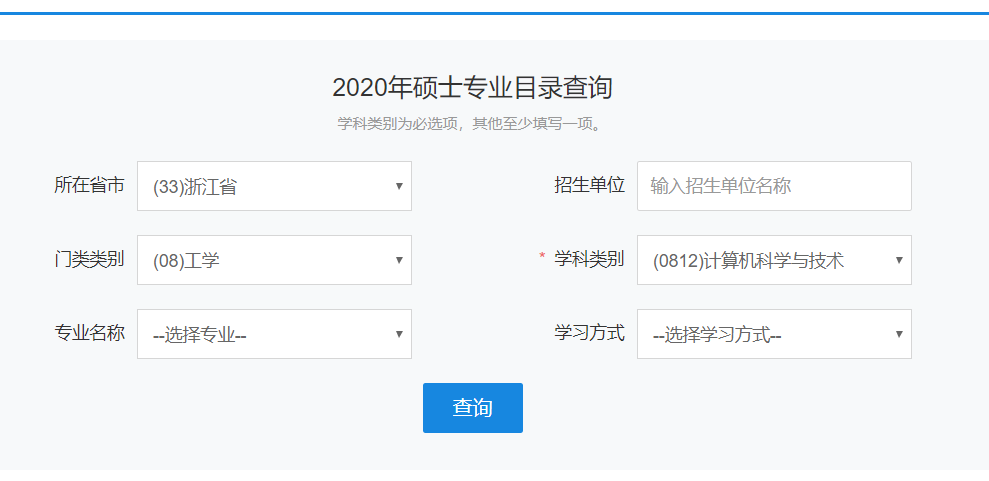 2020年硕士专业目录查询
学科类别为必选项，其他至少填写一项。
所在省市 (33)浙江省 招生单位 输入招生单位名称
门类类别 (08)工学 * 学科类别 (0812)计算机科学与技术
专业名称 --选择专业-- 学习方式 --选择学习方式--
查询